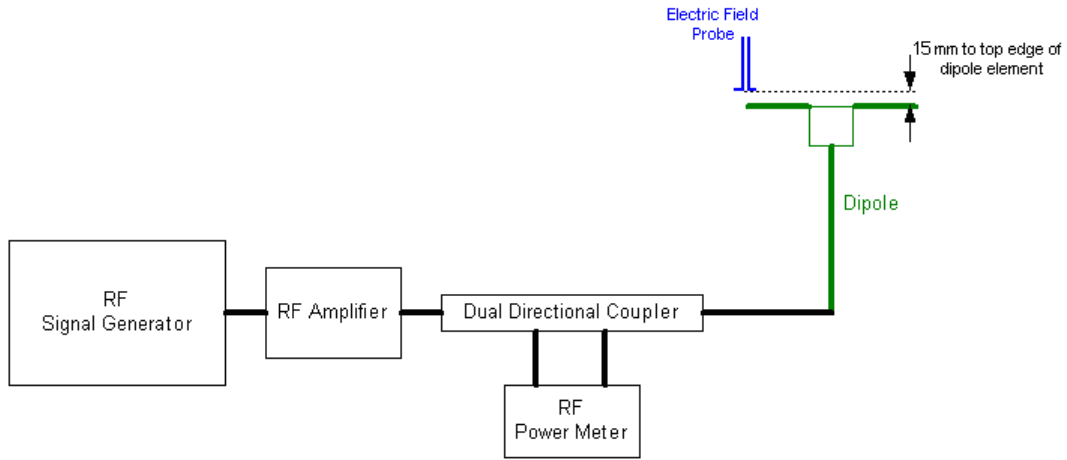 Electric Field
Probe
15 mm to top edge of
dipole element
Dipole
RF
Signal Generator
RF Amplifier
Dual Directional Coupler
RF
Power Meter